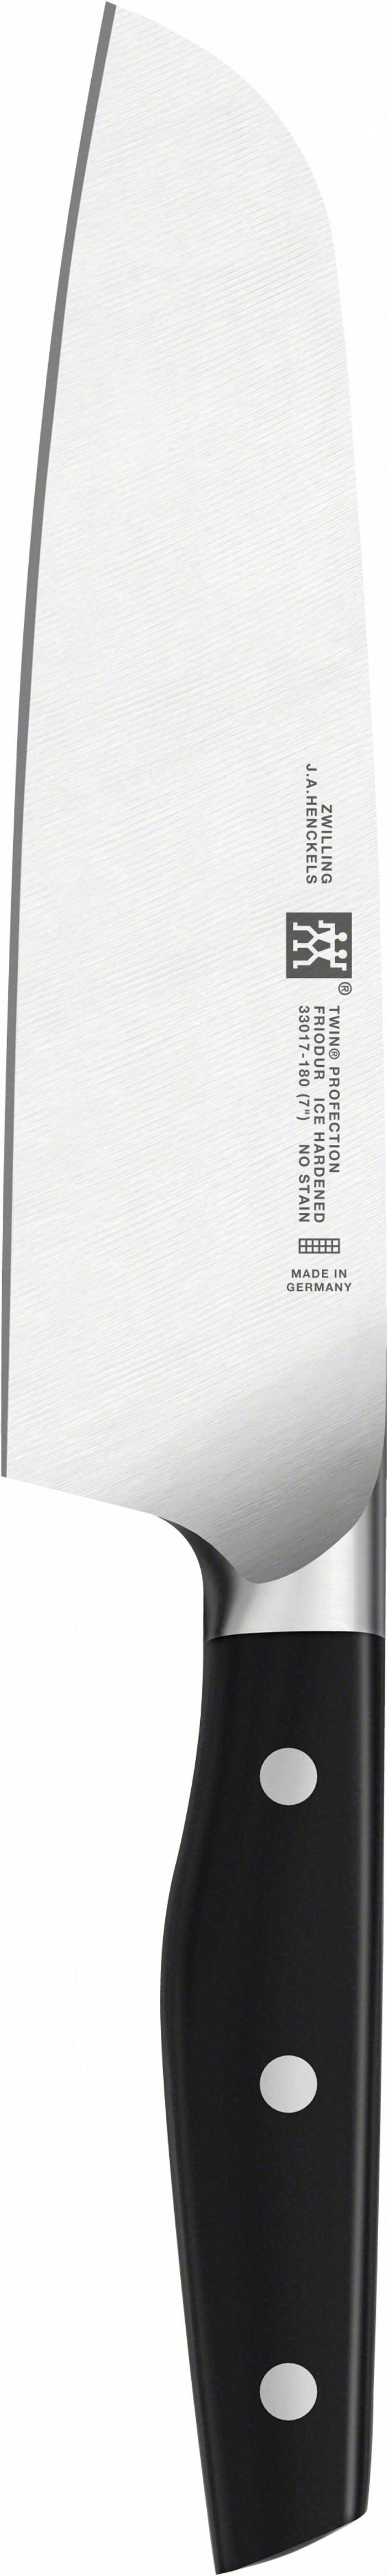 ZWILLING
J.A.HENCKELS
®
TWIN® PROFECTION
FRIODUR ICE HARDENED
33017-180 (7") NO STAIN
MADE IN
GERMANY